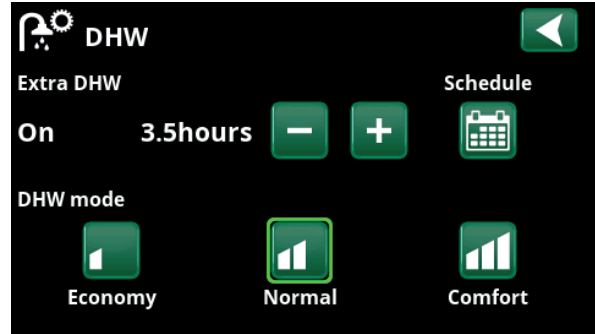 DHW
Extra DHW Schedule
On 3.5hours - +
DHW mode
Economy Normal Comfort